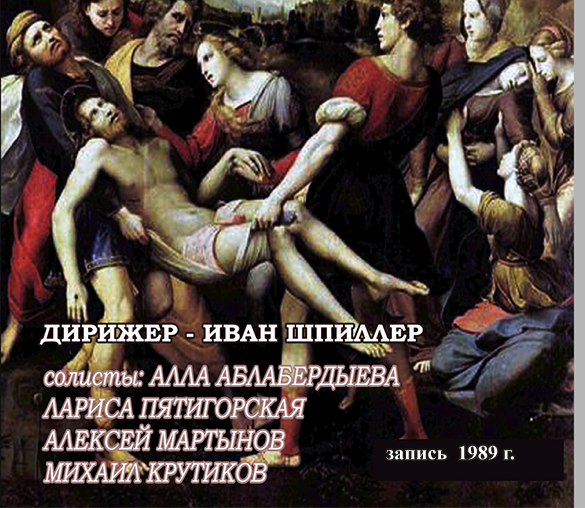 ДИРИЖЕР - ИВАН ШПИЛЛЕР
солисты: АЛЛА АБЛАБЕРДЫЕВА
ЛАРИСА ПЯТИГОРСКАЯ
АЛЕКСЕЙ МАРТЫНОВ
МИХАИЛ КРУТИКОВ
запись 1989 г.